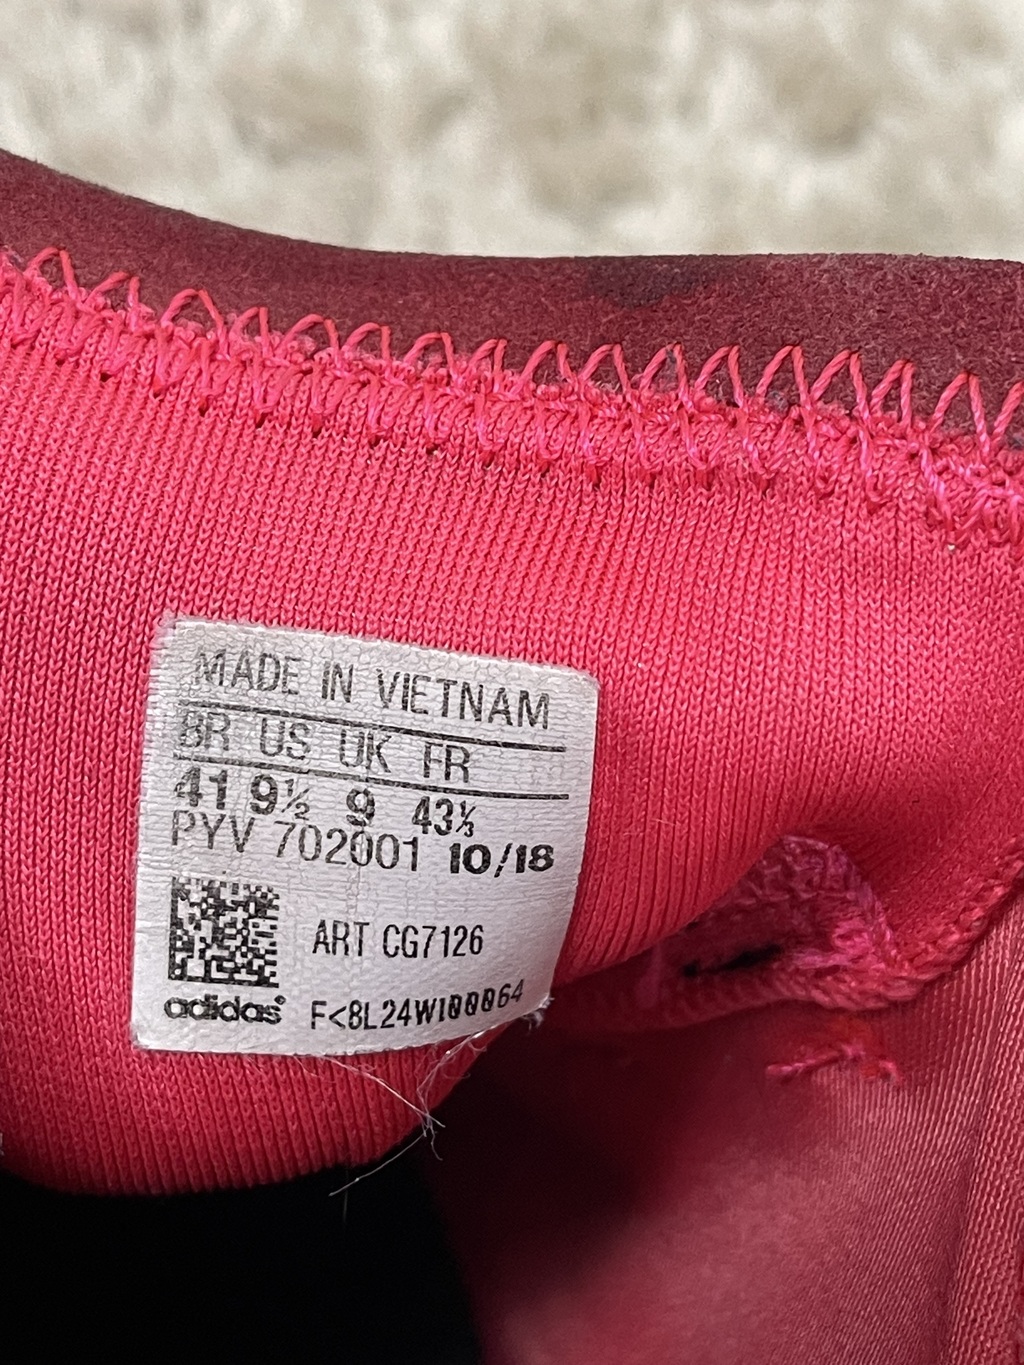 MADE IN VIETNAM
BR US UK FR
41 9½ 9 43⅓
PYV 702001 10/18
ART CG7126
adidas® F<8L24W100064